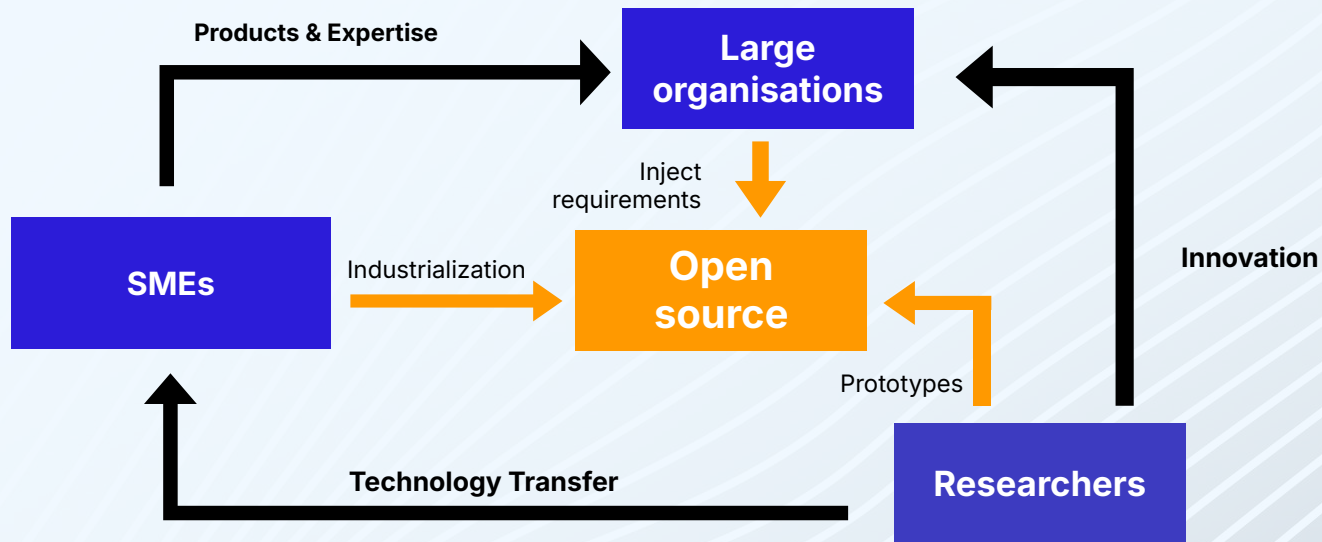 Products & Expertise
Large
organisations
Inject
requirements
Innovation
SMEs
Industrialization
Open
source
Prototypes
Technology Transfer
Researchers